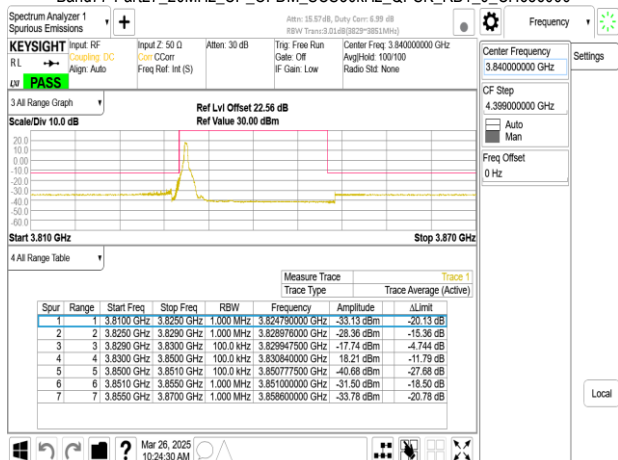 Spectrum Analyzer 1
Spurious Emissions
Attn: 15.57dB, Duty Corr: 6.99 dB
RBW Trans:3.01dB(3829~3851MHz)
Frequency
Settings
KEYSIGHT Input: RF
Input Z: 50 Ω
Atten: 30 dB
Trig: Free Run
Center Freq: 3.840000000 GHz
RL
Coupling: DC
Corr CCorr
Gate: Off
Avg|Hold: 100/100
Align: Auto
Freq Ref: Int (S)
IF Gain: Low
Radio Std: None
PASS
Center Frequency
3.840000000 GHz
CF Step
4.399000000 GHz
Auto
Man
Freq Offset
0 Hz
Local
3 All Range Graph
Ref Lvl Offset 22.56 dB
Scale/Div 10.0 dB
Ref Value 30.00 dBm
20.0
10.0
0.00
-10.0
-20.0
-30.0
-40.0
-50.0
-60.0
Start 3.810 GHz
Stop 3.870 GHz
4 All Range Table
Measure Trace Trace 1
Trace Type Trace Average (Active)
Spur Range Start Freq Stop Freq RBW Frequency Amplitude ΔLimit
1 1 3.8100 GHz 3.8250 GHz 1.000 MHz 3.824790000 GHz -33.13 dBm -20.13 dB
2 2 3.8250 GHz 3.8290 GHz 1.000 MHz 3.828976000 GHz -28.36 dBm -15.36 dB
3 3 3.8290 GHz 3.8300 GHz 100.0 kHz 3.829947500 GHz -17.74 dBm -4.744 dB
4 4 3.8300 GHz 3.8500 GHz 100.0 kHz 3.830840000 GHz 18.21 dBm -11.79 dB
5 5 3.8500 GHz 3.8510 GHz 100.0 kHz 3.850777500 GHz -40.68 dBm -27.68 dB
6 6 3.8510 GHz 3.8550 GHz 1.000 MHz 3.851000000 GHz -31.50 dBm -18.50 dB
7 7 3.8550 GHz 3.8700 GHz 1.000 MHz 3.858600000 GHz -33.78 dBm -20.78 dB
Mar 26, 2025
10:24:30 AM